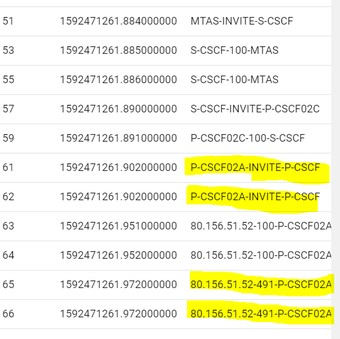 51 1592471261.884000000 MTAS-INVITE-S-CSCF
53 1592471261.885000000 S-CSCF-100-MTAS
55 1592471261.886000000 S-CSCF-100-MTAS
57 1592471261.890000000 S-CSCF-INVITE-P-CSCF02C
59 1592471261.891000000 P-CSCF02C-100-S-CSCF
61 1592471261.902000000 P-CSCF02A-INVITE-P-CSCF
62 1592471261.902000000 P-CSCF02A-INVITE-P-CSCF
63 1592471261.951000000 80.156.51.52-100-P-CSCF02A
64 1592471261.952000000 80.156.51.52-100-P-CSCF02A
65 1592471261.972000000 80.156.51.52-491-P-CSCF02A
66 1592471261.972000000 80.156.51.52-491-P-CSCF02A